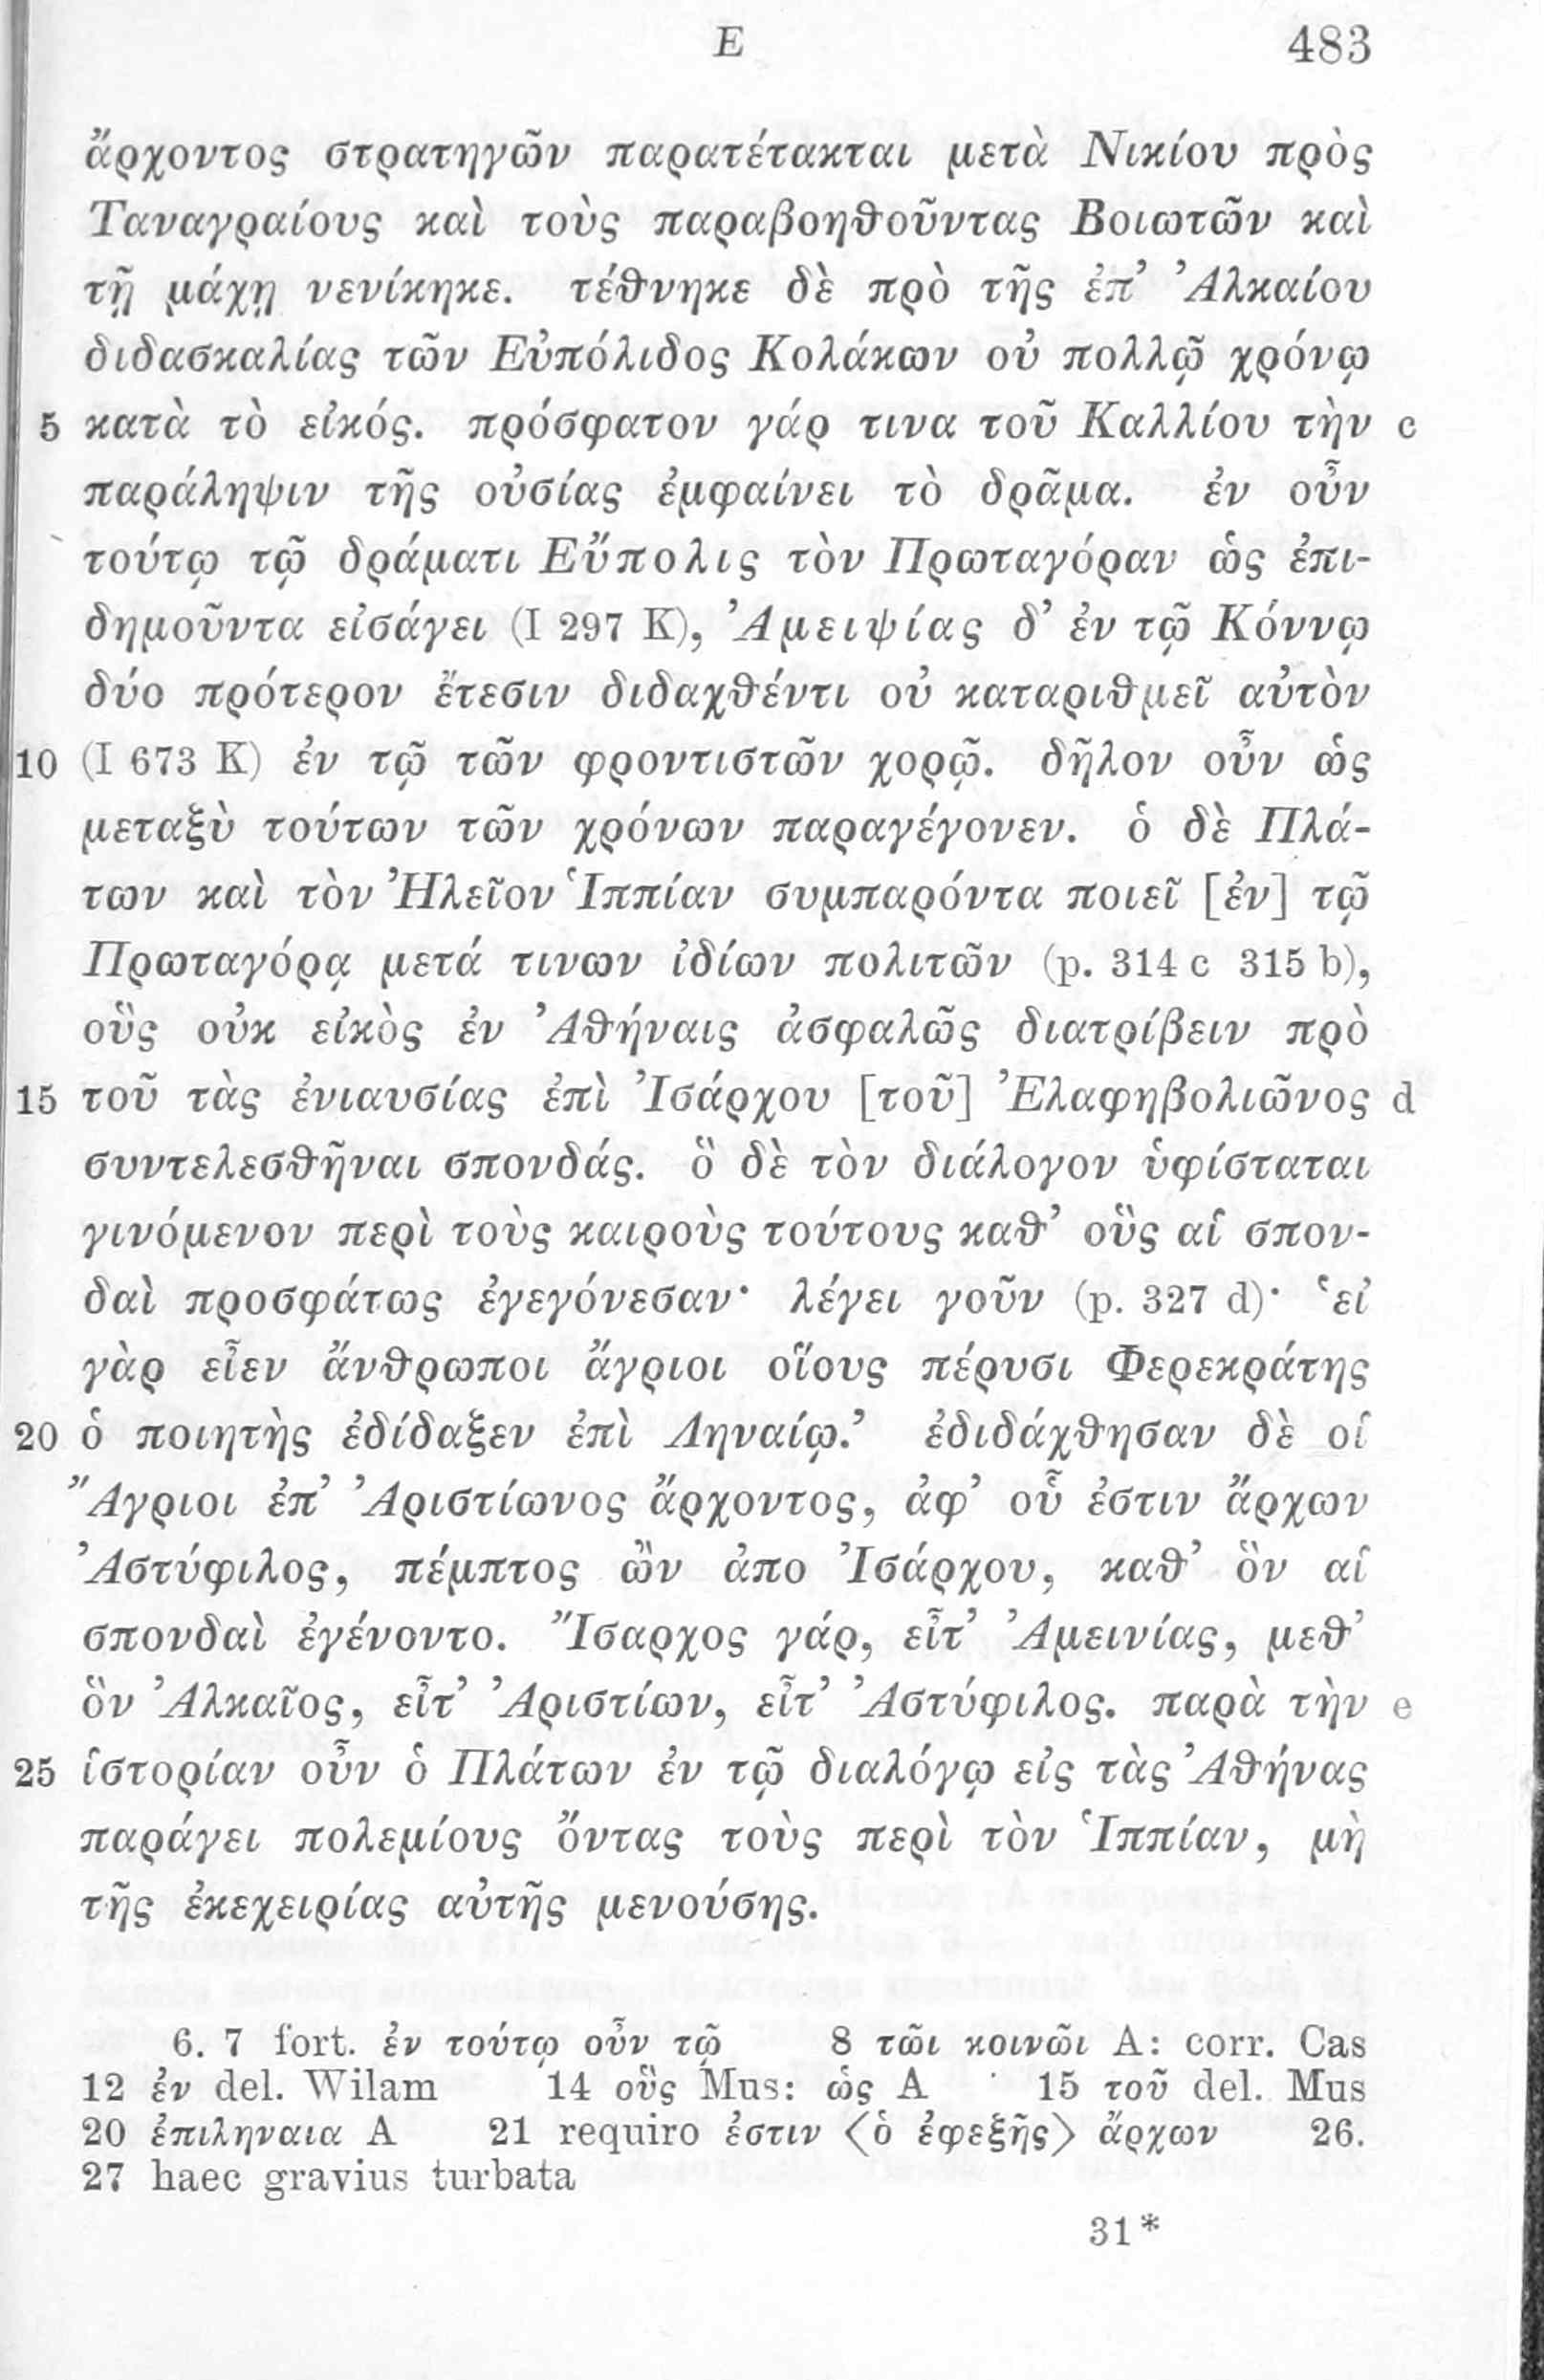 E 483
ἄρχοντος στρατηγῶν παρατέτακται μετὰ Νικίου πρὸς
Ταναγραίους καὶ τοὺς παραβοηθοῦντας Βοιωτῶν καὶ
τῇ μάχῃ νενίκηκε. τέθνηκε δὲ πρὸ τῆς ἐπ’ Ἀλκαίου
διδασκαλίας τῶν Εὐπόλιδος Κολάκων οὐ πολλῷ χρόνῳ
5 κατὰ τὸ εἰκός. πρόσφατον γάρ τινα τοῦ Καλλίου τὴν c
παράληψιν τῆς οὐσίας ἐμφαίνει τὸ δρᾶμα. ἐν οὖν
τούτῳ τῷ δράματι Εὔπολις τὸν Πρωταγόραν ὡς ἐπι-
δημοῦντα εἰσάγει (I 297 K), Ἀμειψίας δ’ ἐν τῷ Κόννῳ
δύο πρότερον ἔτεσιν διδαχθέντι οὐ καταριθμεῖ αὐτὸν
10 (I 673 K) ἐν τῷ τῶν φροντιστῶν χορῷ. δῆλον οὖν ὡς
μεταξὺ τούτων τῶν χρόνων παραγέγονεν. ὁ δὲ Πλά-
των καὶ τὸν Ἠλεῖον Ἱππίαν συμπαρόντα ποιεῖ [ἐν] τῷ
Πρωταγόρᾳ μετά τινων ἰδίων πολιτῶν (p. 314 c 315 b),
οὓς οὐκ εἰκὸς ἐν Ἀθήναις ἀσφαλῶς διατρίβειν πρὸ
15 τοῦ τὰς ἐνιαυσίας ἐπὶ Ἰσάρχου [τοῦ] Ἐλαφηβολιῶνος d
συντελεσθῆναι σπονδάς. ὃ δὲ τὸν διάλογον ὑφίσταται
γινόμενον περὶ τοὺς καιροὺς τούτους καθ’ οὓς αἱ σπον-
δαὶ προσφάτως ἐγεγόνεσαν· λέγει γοῦν (p. 327 d)· ‘εἰ
γὰρ εἶεν ἄνθρωποι ἄγριοι οἵους πέρυσι Φερεκράτης
20 ὁ ποιητὴς ἐδίδαξεν ἐπὶ Ληναίῳ.’ ἐδιδάχθησαν δὲ οἱ
Ἄγριοι ἐπ’ Ἀριστίωνος ἄρχοντος, ἀφ’ οὗ ἐστιν ἄρχων
Ἀστύφιλος, πέμπτος ὢν ἀπο Ἰσάρχου, καθ’ ὃν αἱ
σπονδαὶ ἐγένοντο. Ἴσαρχος γάρ, εἶτ’ Ἀμεινίας, μεθ’
ὃν Ἀλκαῖος, εἶτ’ Ἀριστίων, εἶτ’ Ἀστύφιλος. παρὰ τὴν e
25 ἱστορίαν οὖν ὁ Πλάτων ἐν τῷ διαλόγῳ εἰς τὰς Ἀθήνας
παράγει πολεμίους ὄντας τοὺς περὶ τὸν Ἱππίαν, μὴ
τῆς ἐκεχειρίας αὐτῆς μενούσης.
6. 7 fort. ἐν τούτῳ οὖν τῷ 8 τῶι κοινῶι A: corr. Cas
12 ἐν del. Wilam 14 οὓς Mus: ὡς A 15 τοῦ del. Mus
20 ἐπιληναια A 21 requiro ἐστιν ⟨ὁ ἐφεξῆς⟩ ἄρχων 26.
27 haec gravius turbata
31*